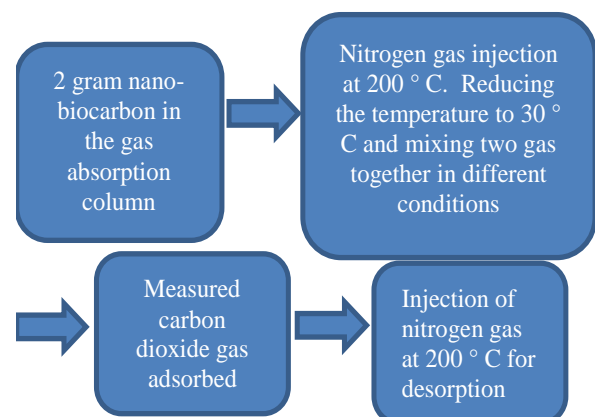 2 gram nano-
biocarbon in
the gas
absorption
column
Nitrogen gas injection
at 200 ° C.  Reducing
the temperature to 30 °
C and mixing two gas
together in different
conditions
Measured
carbon
dioxide gas
adsorbed
Injection of
nitrogen gas
at 200 ° C for
desorption